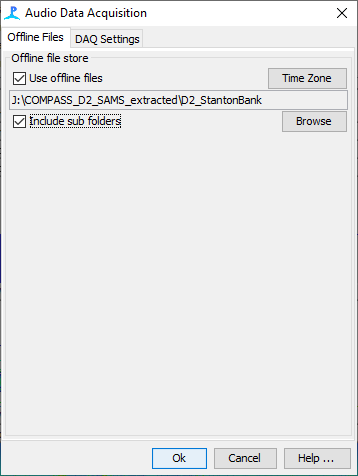 Audio Data Acquisition
Offline Files DAQ Settings
Offline file store
Use offline files Time Zone
J:\COMPASS_D2_SAMS_extracted\D2_StantonBank
Include sub folders Browse
Ok Cancel Help ...